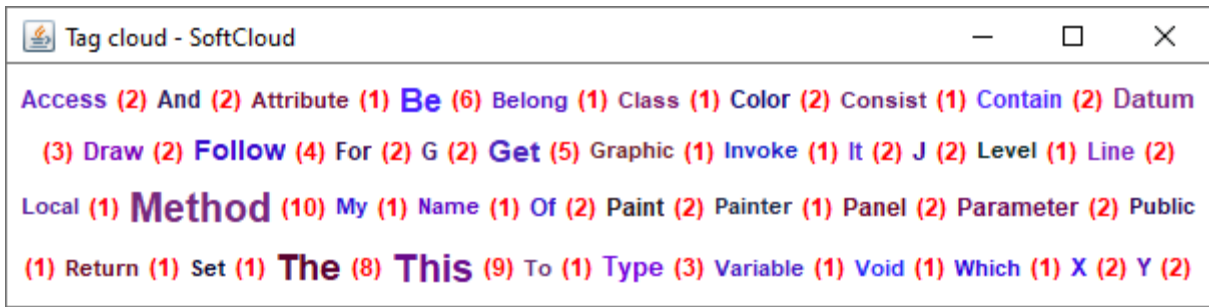 Tag cloud - SoftCloud
Access (2) And (2) Attribute (1) Be (6) Belong (1) Class (1) Color (2) Consist (1) Contain (2) Datum
(3) Draw (2) Follow (4) For (2) G (2) Get (5) Graphic (1) Invoke (1) It (2) J (2) Level (1) Line (2)
Local (1) Method (10) My (1) Name (1) Of (2) Paint (2) Painter (1) Panel (2) Parameter (2) Public
(1) Return (1) Set (1) The (8) This (9) To (1) Type (3) Variable (1) Void (1) Which (1) X (2) Y (2)